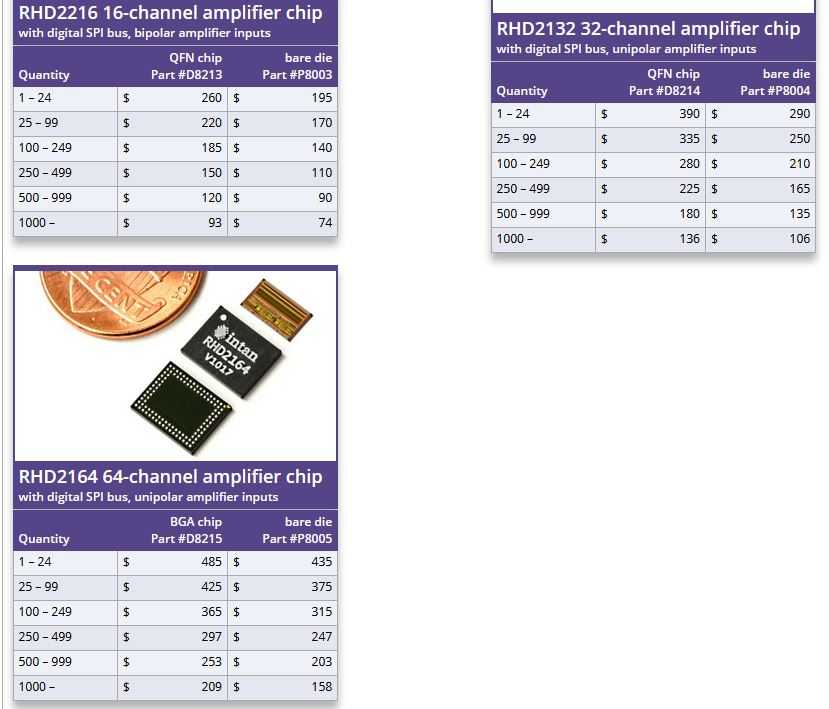 RHD2216 16-channel amplifier chip
with digital SPI bus, bipolar amplifier inputs
QFN chip bare die
Quantity Part #D8213 Part #P8003
1 – 24 $ 260 $ 195
25 – 99 $ 220 $ 170
100 – 249 $ 185 $ 140
250 – 499 $ 150 $ 110
500 – 999 $ 120 $ 90
1000 – $ 93 $ 74
RHD2132 32-channel amplifier chip
with digital SPI bus, unipolar amplifier inputs
QFN chip bare die
Quantity Part #D8214 Part #P8004
1 – 24 $ 390 $ 290
25 – 99 $ 335 $ 250
100 – 249 $ 280 $ 210
250 – 499 $ 225 $ 165
500 – 999 $ 180 $ 135
1000 – $ 136 $ 106
CENT
RICA
intan
RHD2164
V1017
RHD2164 64-channel amplifier chip
with digital SPI bus, unipolar amplifier inputs
BGA chip bare die
Quantity Part #D8215 Part #P8005
1 – 24 $ 485 $ 435
25 – 99 $ 425 $ 375
100 – 249 $ 365 $ 315
250 – 499 $ 297 $ 247
500 – 999 $ 253 $ 203
1000 – $ 209 $ 158